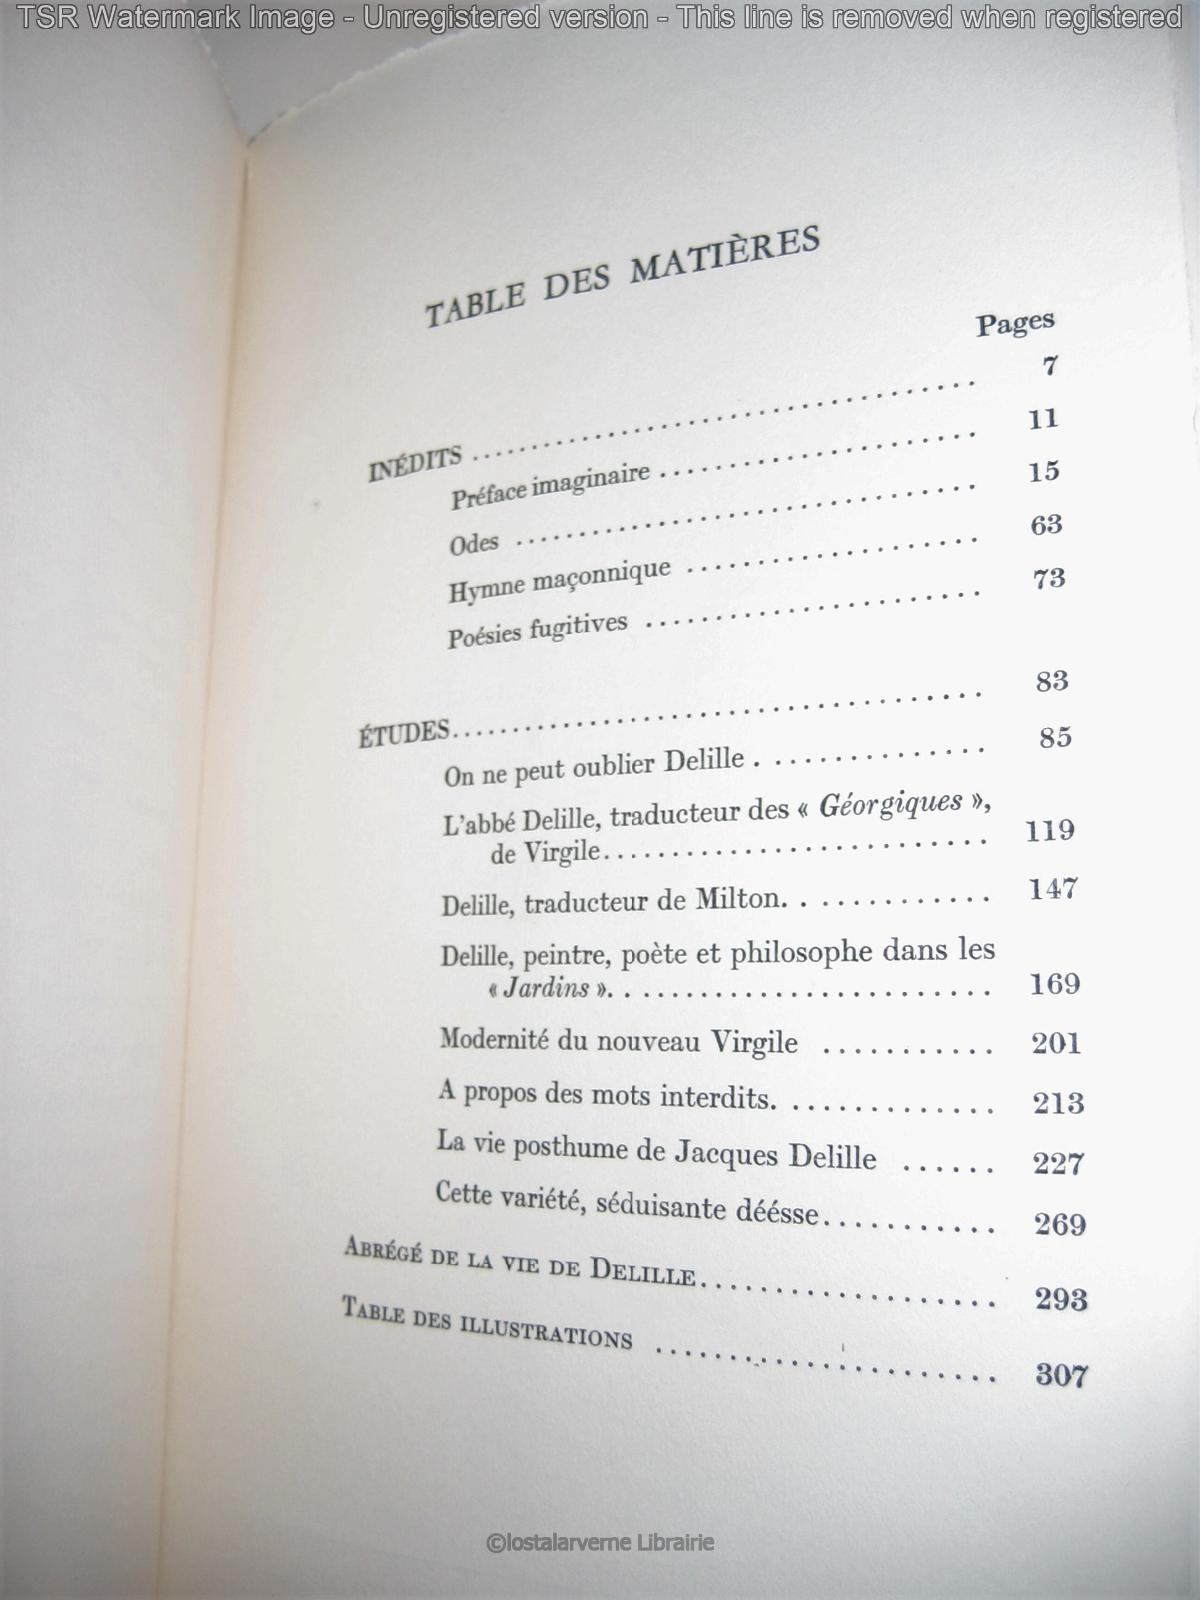 TSR Watermark Image - Unregistered version - This line is removed when registered
TABLE DES MATIÈRES
Pages
INÉDITS ........ 7
Préface imaginaire ........ 11
Odes ........ 15
Hymne maçonnique ........ 63
Poésies fugitives ........ 73
ÉTUDES ........ 83
On ne peut oublier Delille ........ 85
L'abbé Delille, traducteur des « Géorgiques »,
de Virgile ........ 119
Delille, traducteur de Milton ........ 147
Delille, peintre, poète et philosophe dans les
« Jardins » ........ 169
Modernité du nouveau Virgile ........ 201
A propos des mots interdits ........ 213
La vie posthume de Jacques Delille ........ 227
Cette variété, séduisante déésse ........ 269
ABRÉGÉ DE LA VIE DE DELILLE ........ 293
TABLE DES ILLUSTRATIONS ........ 307
©lostalarverne Librairie